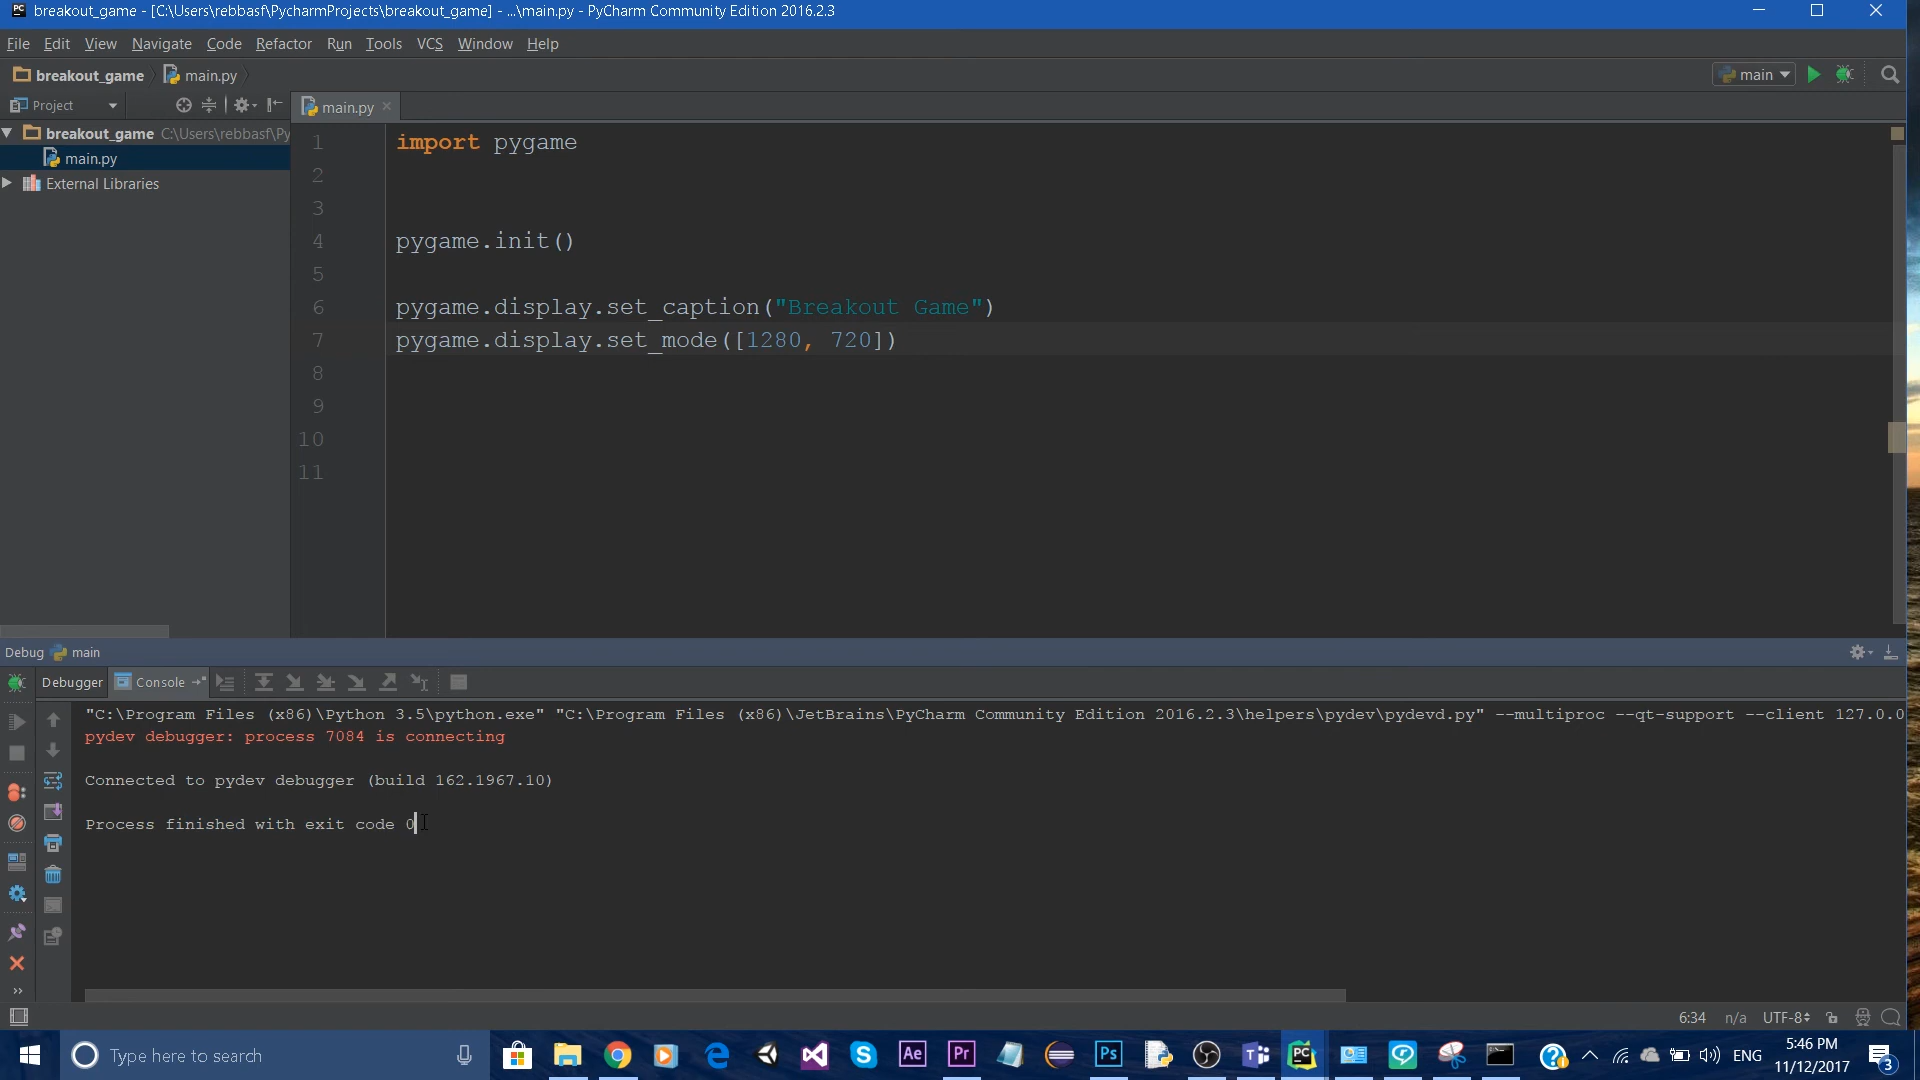 breakout_game - [C:\Users\rebbasf\PycharmProjects\breakout_game] - ...\main.py - PyCharm Community Edition 2016.2.3
File Edit View Navigate Code Refactor Run Tools VCS Window Help
breakout_game main.py main
Project main.py
breakout_game C:\Users\rebbasf\Py
main.py
External Libraries
1 import pygame
2
3
4 pygame.init()
5
6 pygame.display.set_caption("Breakout Game")
7 pygame.display.set_mode([1280, 720])
8
9
10
11
Debug main
Debugger Console
"C:\Program Files (x86)\Python 3.5\python.exe" "C:\Program Files (x86)\JetBrains\PyCharm Community Edition 2016.2.3\helpers\pydev\pydevd.py" --multiproc --qt-support --client 127.0.0
pydev debugger: process 7084 is connecting
Connected to pydev debugger (build 162.1967.10)
Process finished with exit code 0
6:34 n/a UTF-8
Type here to search Ae Pr Ps PC ENG 5:46 PM
11/12/2017 3